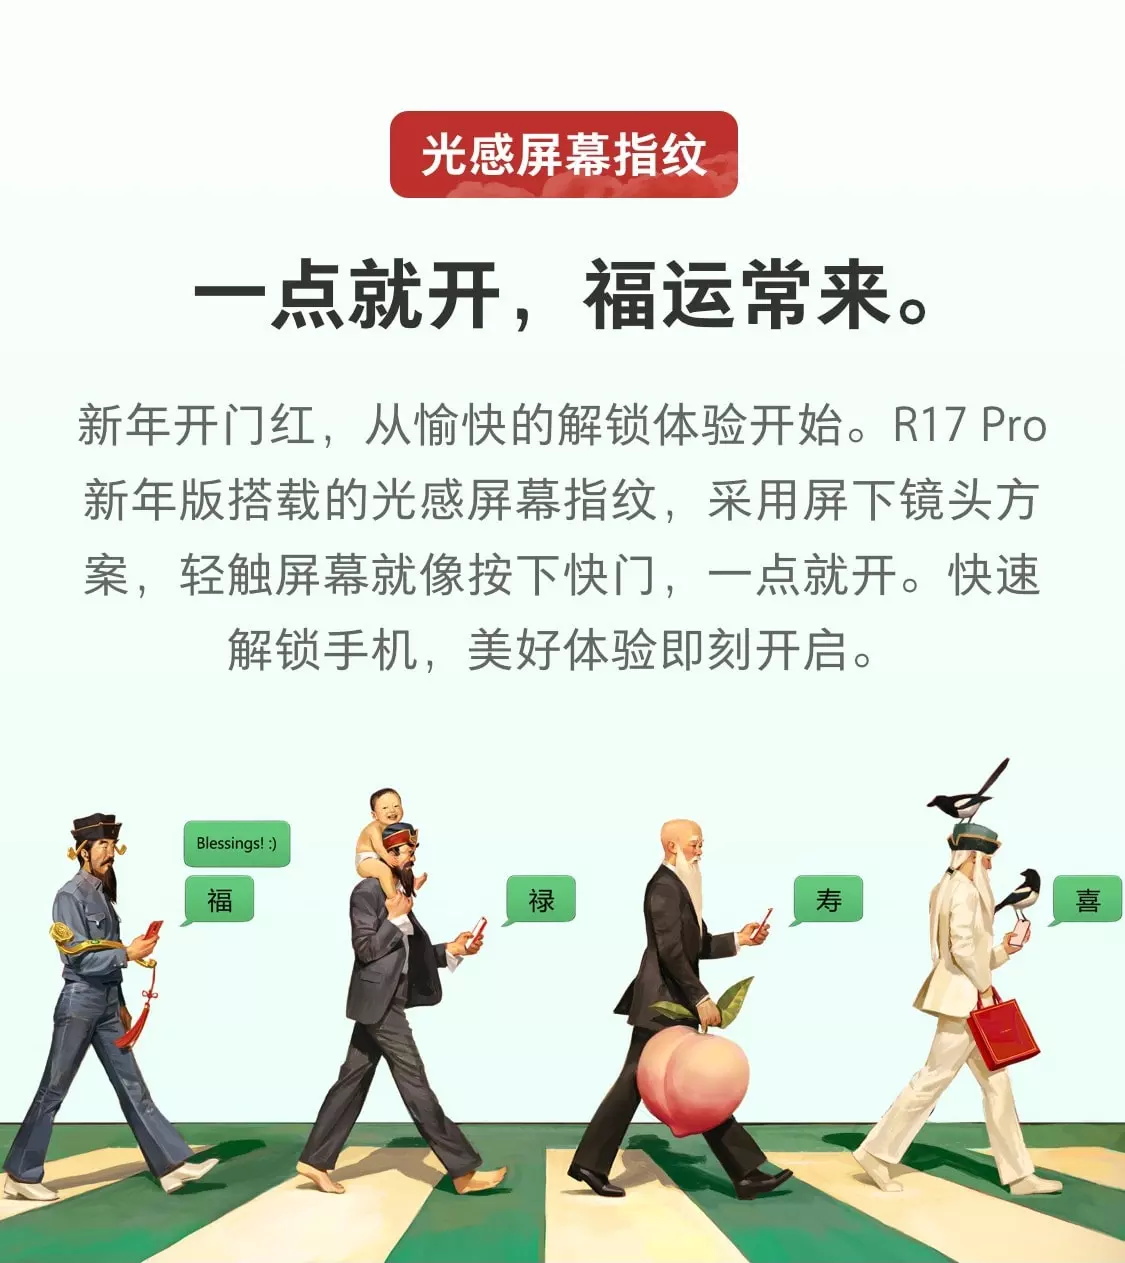 光感屏幕指纹
一点就开，福运常来。
新年开门红，从愉快的解锁体验开始。R17 Pro
新年版搭载的光感屏幕指纹，采用屏下镜头方
案，轻触屏幕就像按下快门，一点就开。快速
解锁手机，美好体验即刻开启。
Blessings! :)
福
禄
寿
喜